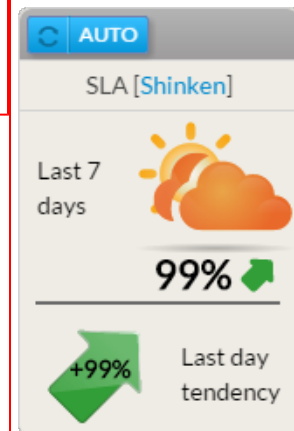 AUTO
SLA [Shinken]
Last 7
days
99%
+99%
Last day
tendency